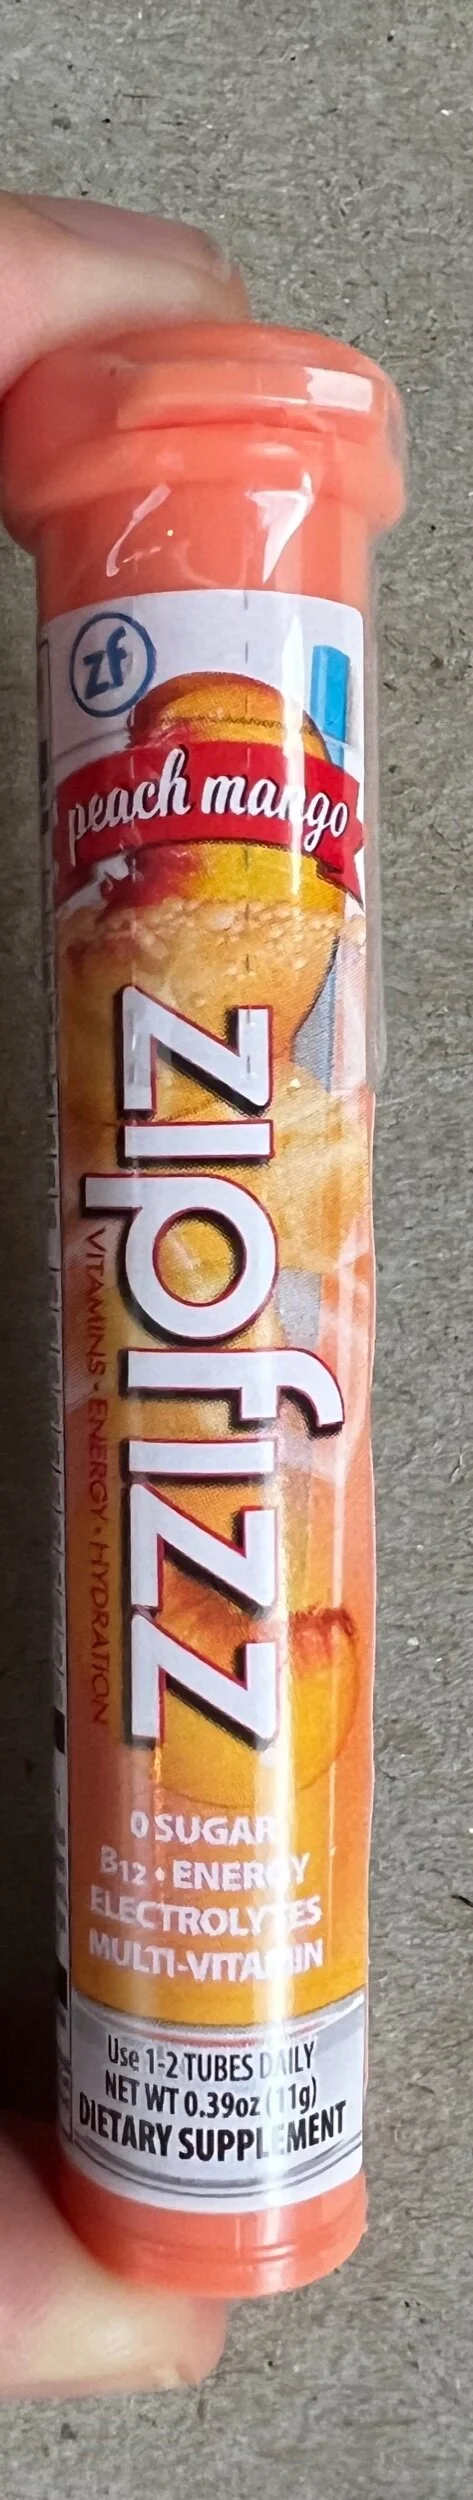 zf
peach mango
zipfizz
VITAMINS • ENERGY • HYDRATION
0 SUGAR
B12 • ENERGY
ELECTROLYTES
MULTI-VITAMIN
Use 1-2 TUBES DAILY
NET WT 0.39oz (11g)
DIETARY SUPPLEMENT